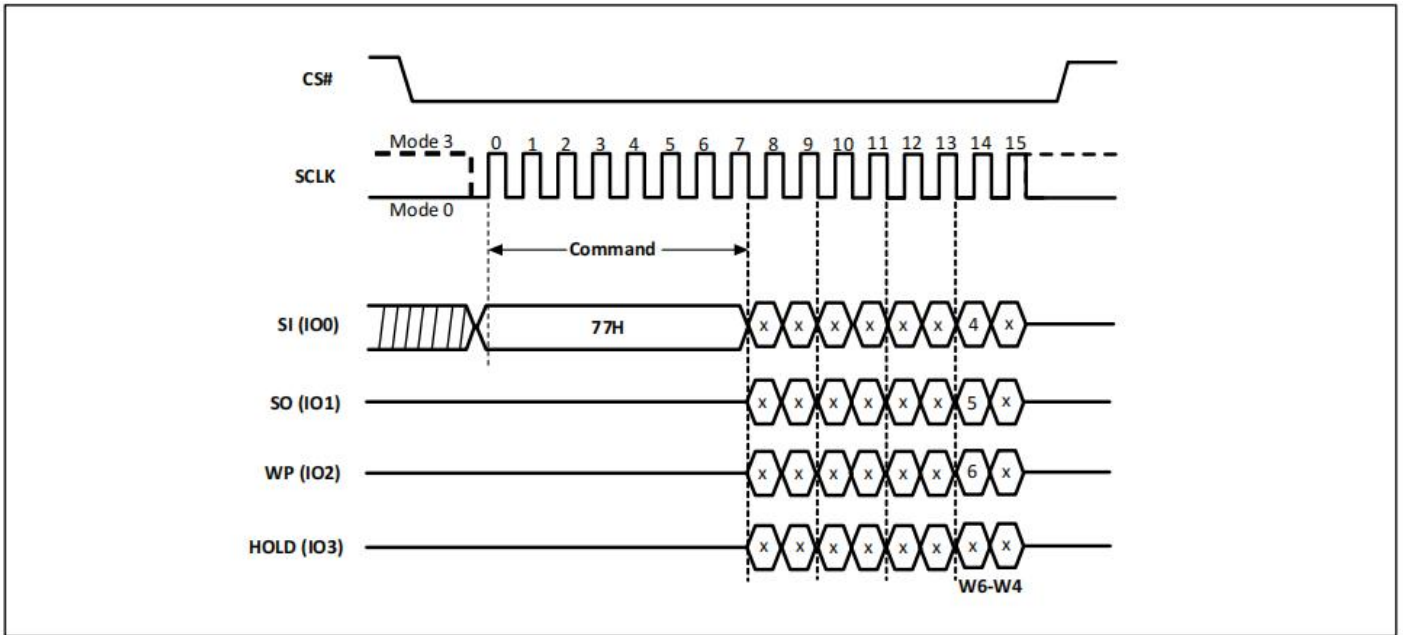 CS#
Mode 3 0 1 2 3 4 5 6 7 8 9 10 11 12 13 14 15
SCLK
Mode 0
Command
SI (IO0) 77H x x x x x x 4 x
SO (IO1) x x x x x x 5 x
WP (IO2) x x x x x x 6 x
HOLD (IO3) x x x x x x x x
W6-W4